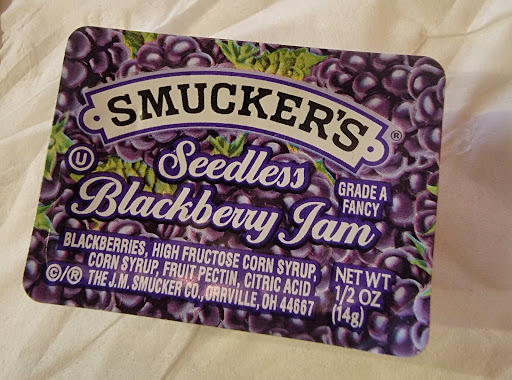 SMUCKER'S®
Ⓤ Seedless
GRADE A
FANCY
Blackberry Jam
BLACKBERRIES, HIGH FRUCTOSE CORN SYRUP,
CORN SYRUP, FRUIT PECTIN, CITRIC ACID
©/® THE J.M. SMUCKER CO., ORRVILLE, OH 44667
NET WT.
1/2 OZ
(14g)